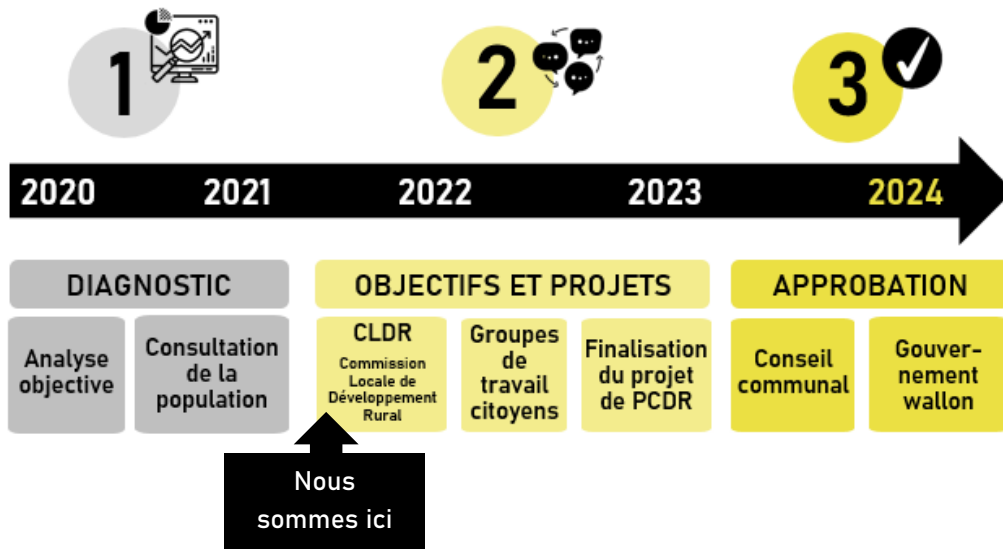 1
2
3
2020
2021
2022
2023
2024
DIAGNOSTIC
OBJECTIFS ET PROJETS
APPROBATION
Analyse
objective
Consultation
de la
population
CLDR
Commission
Locale de
Développement
Rural
Groupes
de
travail
citoyens
Finalisation
du projet
de PCDR
Conseil
communal
Gouver-
nement
wallon
Nous
sommes ici